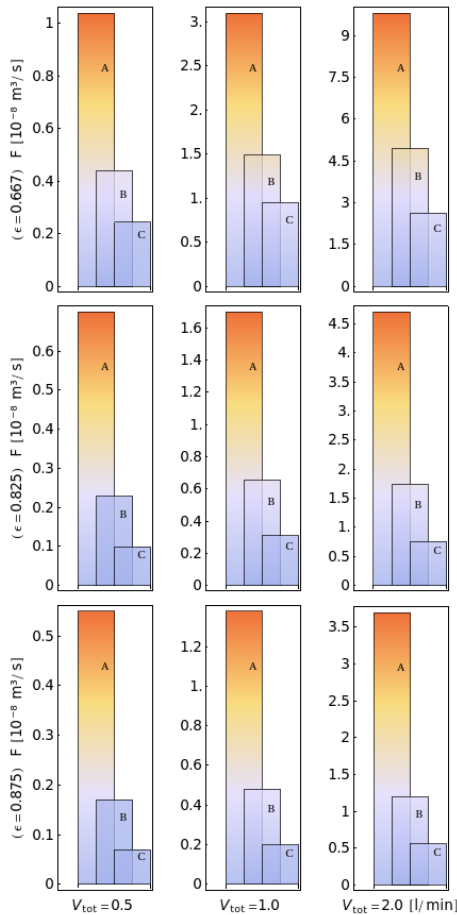 (ϵ=0.667) F [10⁻⁸ m³/s]
1
0.8
0.6
0.4
0.2
0
A
B
C
3.
2.5
2.
1.5
1.
0.5
0
A
B
C
9
7.5
6
4.5
3
1.5
0
A
B
C
(ϵ=0.825) F [10⁻⁸ m³/s]
0.6
0.5
0.4
0.3
0.2
0.1
0
A
B
C
1.6
1.4
1.2
1.
0.8
0.6
0.4
0.2
0
A
B
C
4.5
4.
3.5
3.
2.5
2.
1.5
1.
0.5
0
A
B
C
(ϵ=0.875) F [10⁻⁸ m³/s]
0.5
0.4
0.3
0.2
0.1
0
A
B
C
1.2
1.
0.8
0.6
0.4
0.2
0
A
B
C
3.5
3.
2.5
2.
1.5
1
0.5
0
A
B
C
V_tot=0.5
V_tot=1.0
V_tot=2.0 [l/min]